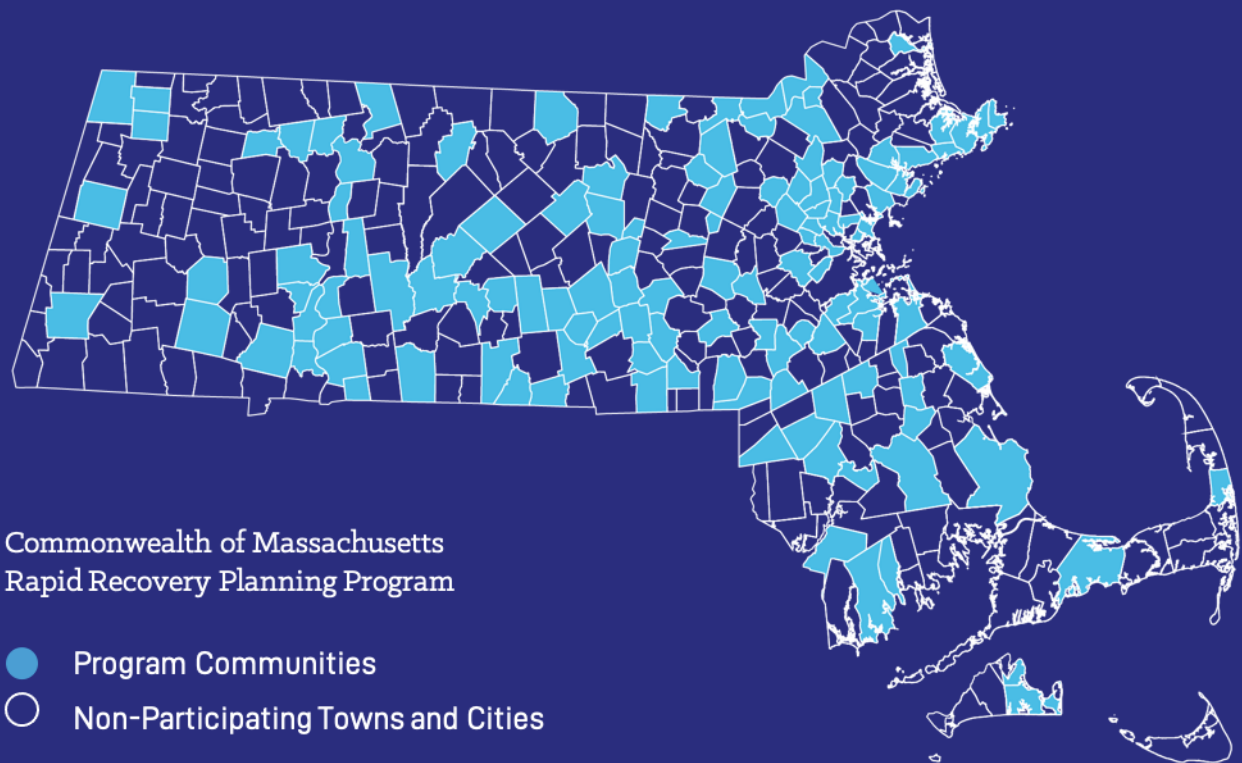 Commonwealth of Massachusetts
Rapid Recovery Planning Program
Program Communities
Non-Participating Towns and Cities